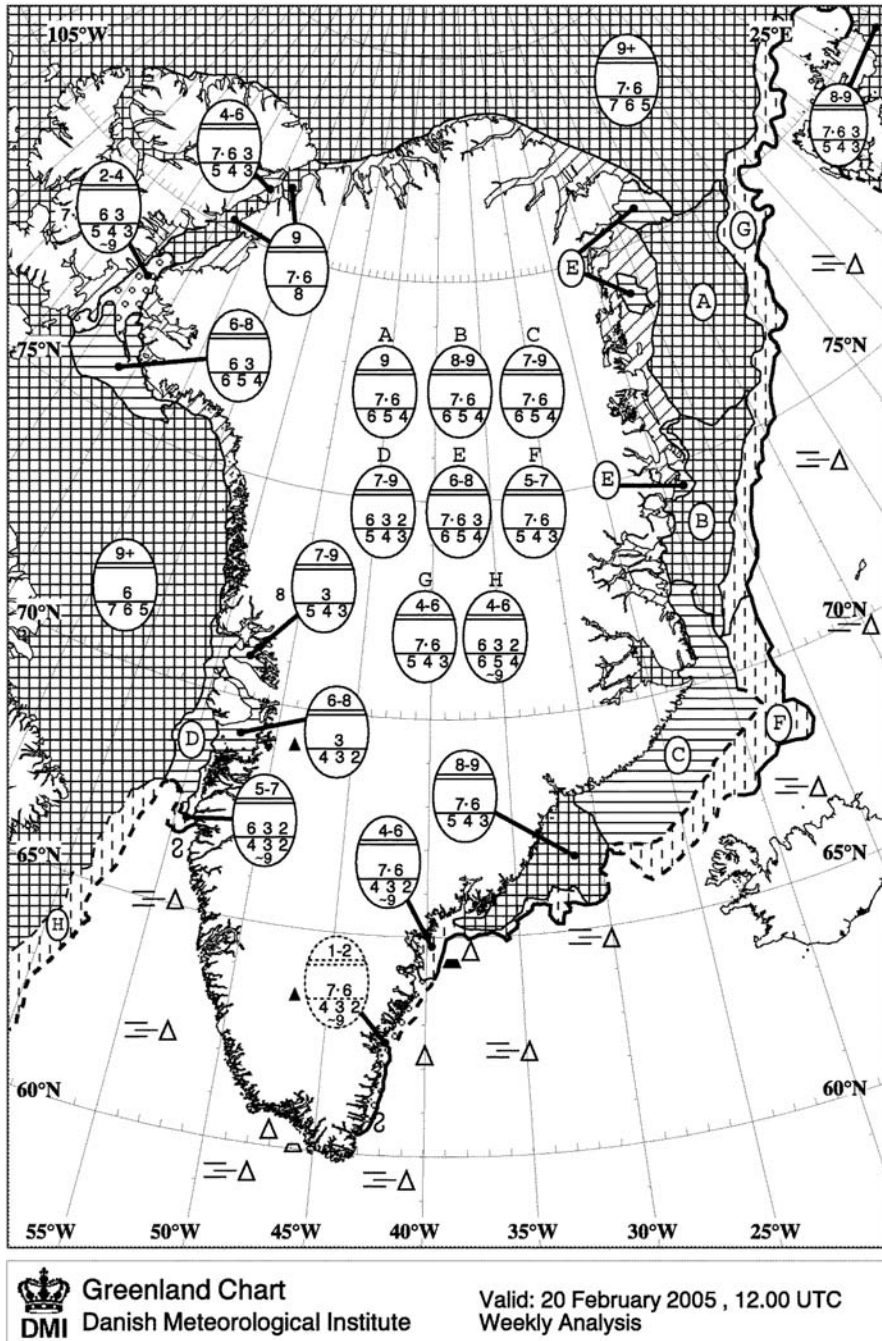 105°W
25°E
9+
7•6
7 6 5
8-9
7•6 3
5 4 3
4-6
7•6 3
5 4 3
2-4
7•
6 3
5 4 3
~9
G
9
7•6
8
E
A
75°N
75°N
6-8
6 3
6 5 4
A
9
7•6
6 5 4
B
8-9
7•6
6 5 4
C
7-9
7•6
6 5 4
D
7-9
6 3 2
5 4 3
E
6-8
7•6 3
6 5 4
F
5-7
7•6
5 4 3
E
B
9+
6
7 6 5
8
7-9
3
5 4 3
G
4-6
7•6
5 4 3
H
4-6
6 3 2
6 5 4
~9
70°N
70°N
D
6-8
3
4 3 2
F
C
8-9
7•6
5 4 3
5-7
6 3 2
4 3 2
~9
4-6
7•6
4 3 2
~9
65°N
65°N
H
1-2
7•6
4 3 2
~9
60°N
60°N
55°W 50°W 45°W 40°W 35°W 30°W 25°W
DMI
Greenland Chart
Danish Meteorological Institute
Valid: 20 February 2005 , 12.00 UTC
Weekly Analysis